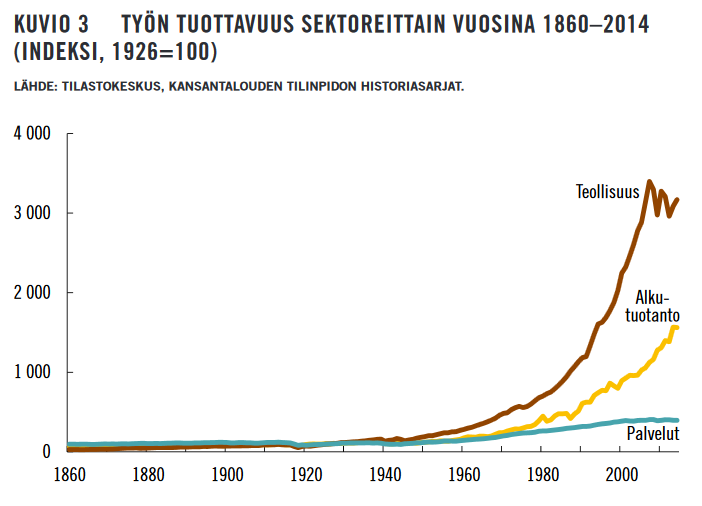 KUVIO 3 TYÖN TUOTTAVUUS SEKTOREITTAIN VUOSINA 1860–2014
(INDEKSI, 1926=100)
LÄHDE: TILASTOKESKUS, KANSANTALOUDEN TILINPIDON HISTORIASARJAT.
4 000
3 000
2 000
1 000
0
Teollisuus
Alku-
tuotanto
Palvelut
1860 1880 1900 1920 1940 1960 1980 2000